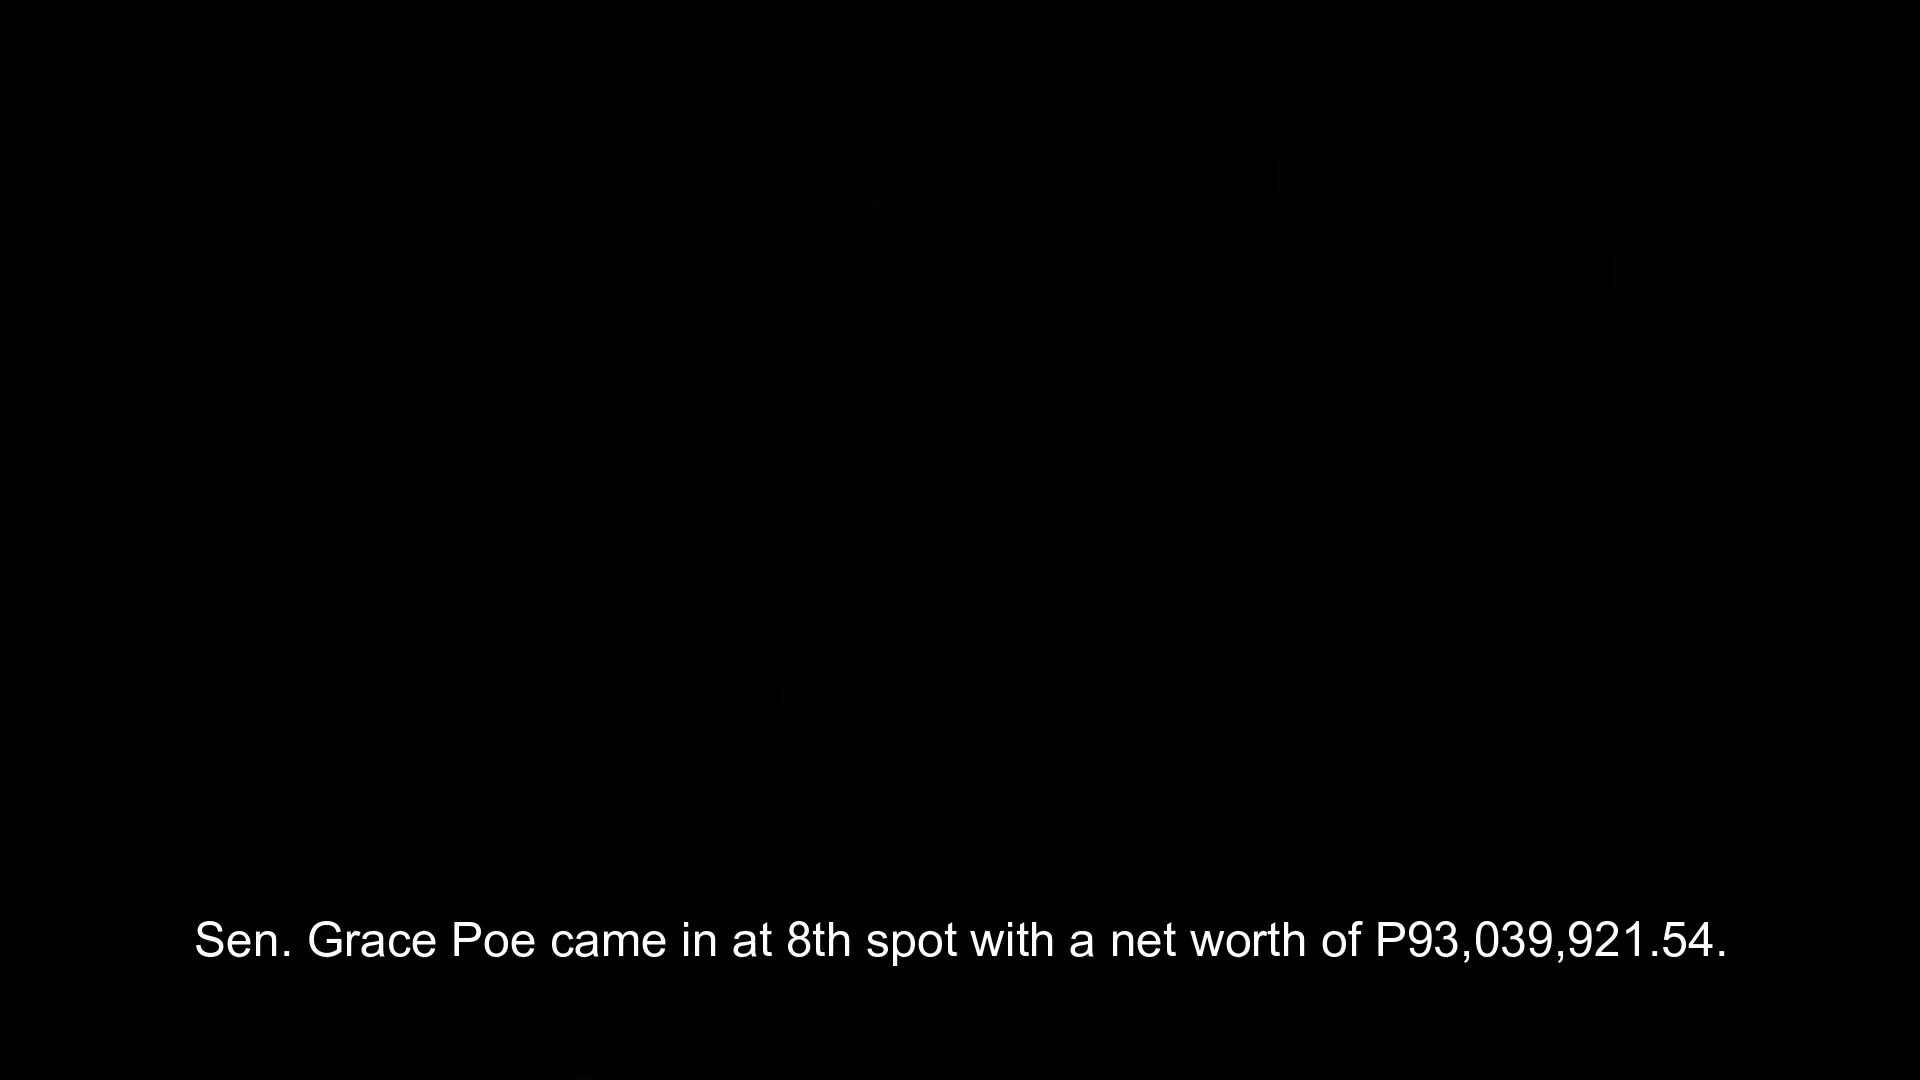 Sen. Grace Poe came in at 8th spot with a net worth of P93,039,921.54.